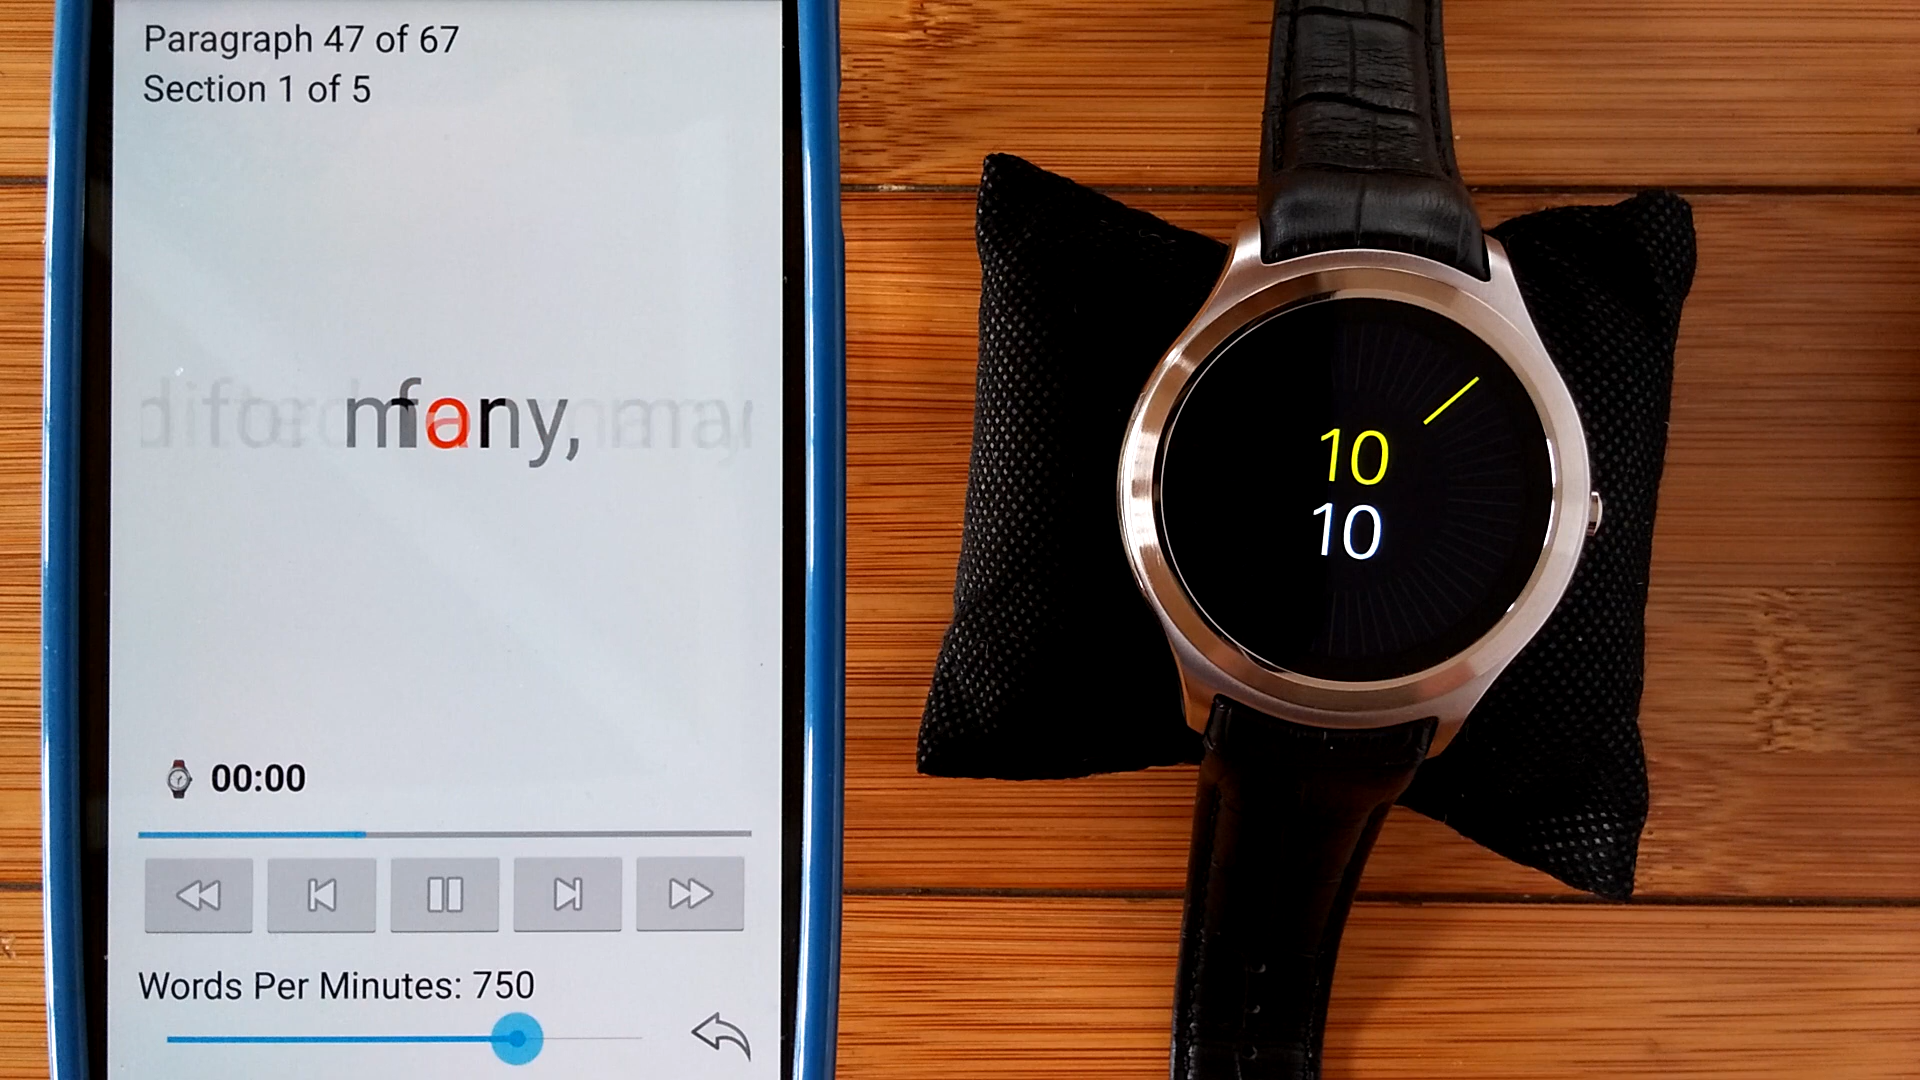 Paragraph 47 of 67
Section 1 of 5
many,
00:00
Words Per Minutes: 750
10
10